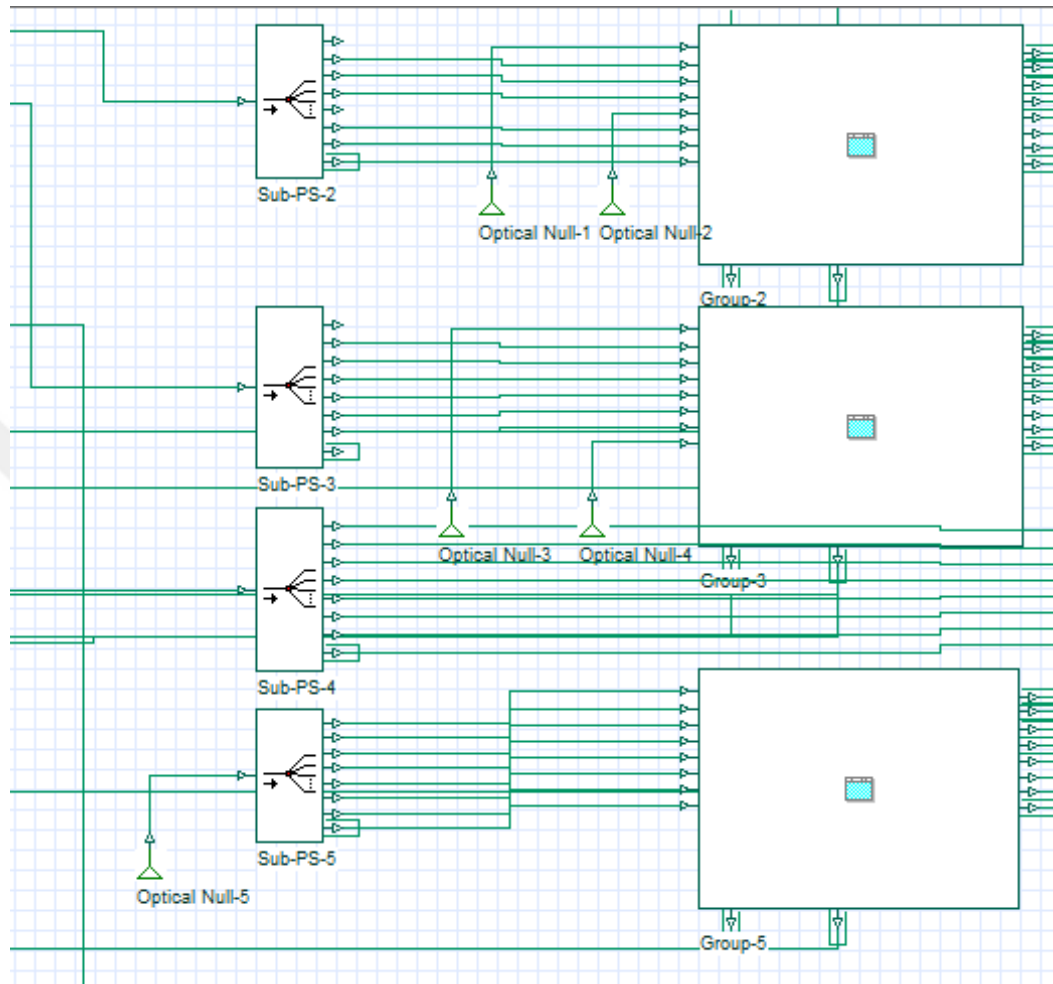 Sub-PS-2
Optical Null-1
Optical Null-2
Group-2
Sub-PS-3
Optical Null-3
Optical Null-4
Group-3
Sub-PS-4
Sub-PS-5
Optical Null-5
Group-5